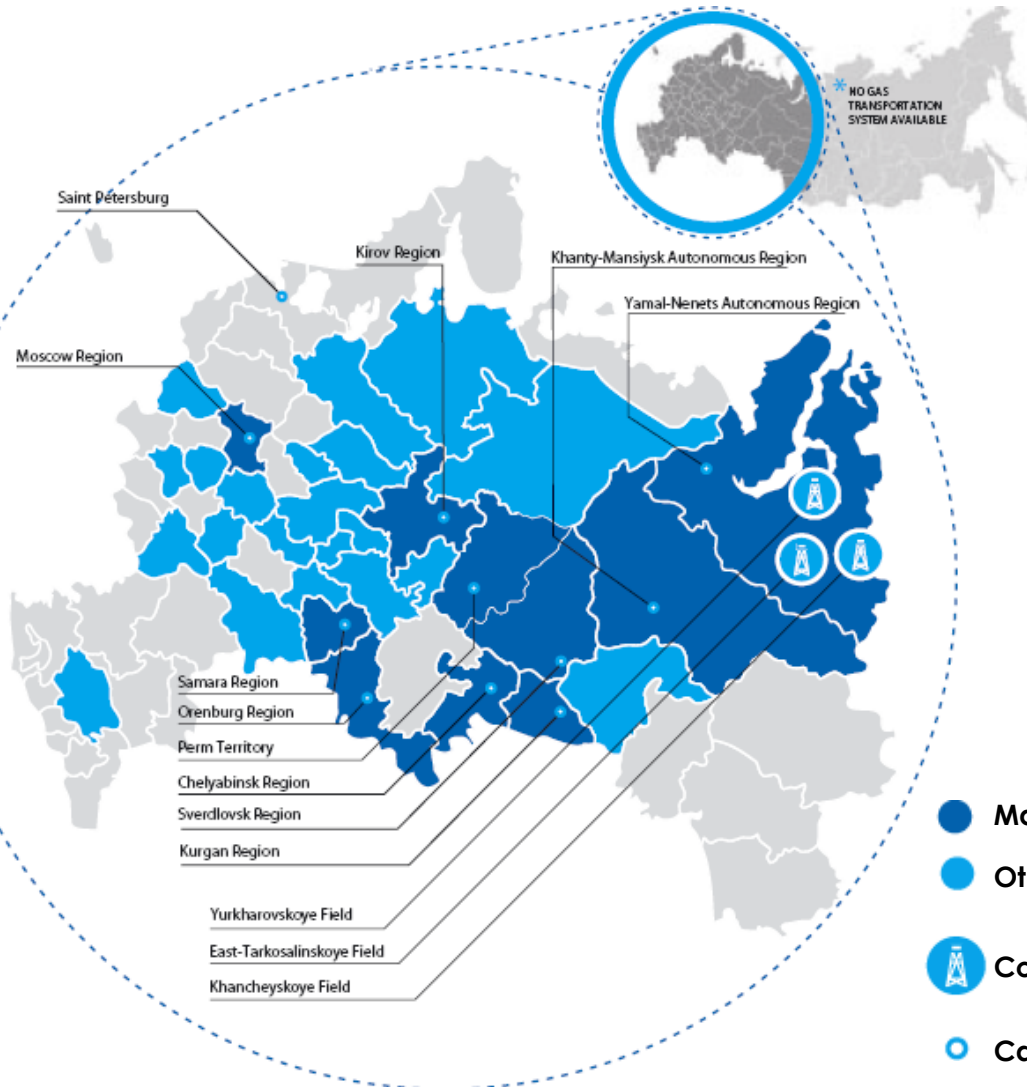 * NO GAS
TRANSPORTATION
SYSTEM AVAILABLE
Saint Petersburg
Kirov Region
Khanty-Mansiysk Autonomous Region
Yamal-Nenets Autonomous Region
Moscow Region
Samara Region
Orenburg Region
Perm Territory
Chelyabinsk Region
Sverdlovsk Region
Kurgan Region
Yurkharovskoye Field
East-Tarkosalinskoye Field
Khancheyskoye Field